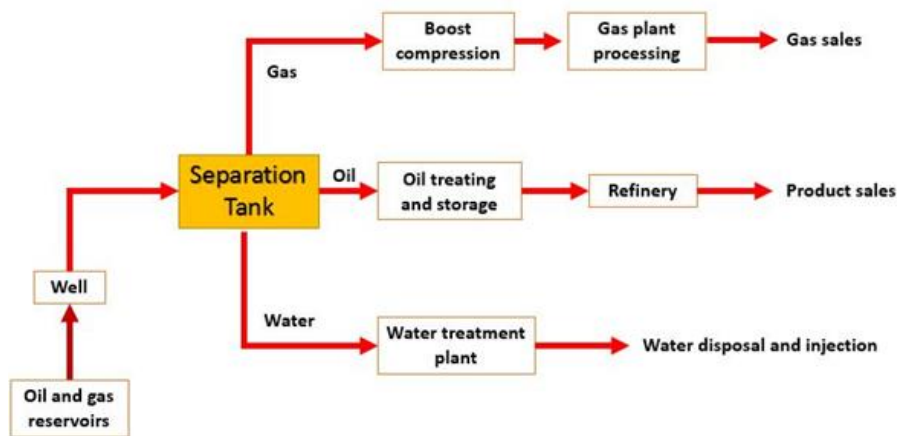 Boost
compression
Gas plant
processing
Gas sales
Gas
Separation
Tank
Oil
Oil treating
and storage
Refinery
Product sales
Well
Water
Water treatment
plant
Water disposal and injection
Oil and gas
reservoirs